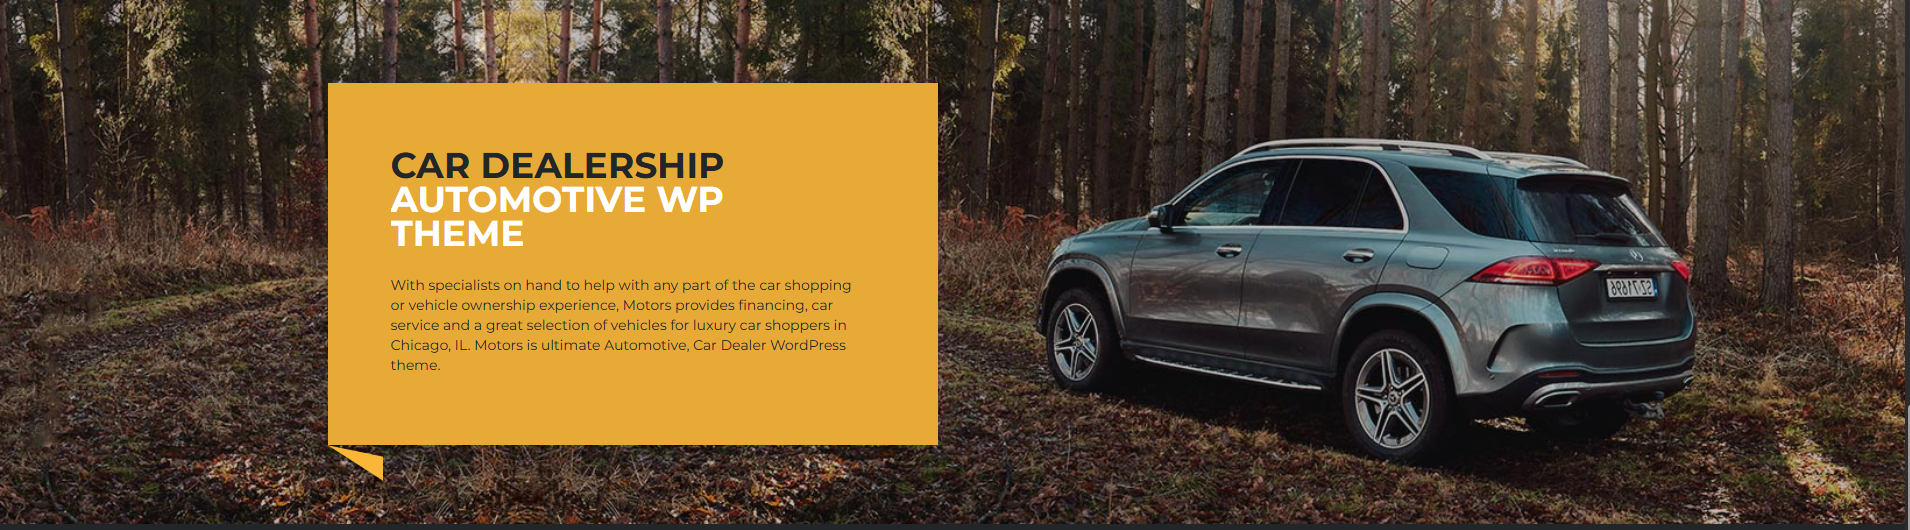 CAR DEALERSHIP
AUTOMOTIVE WP
THEME
With specialists on hand to help with any part of the car shopping
or vehicle ownership experience, Motors provides financing, car
service and a great selection of vehicles for luxury car shoppers in
Chicago, IL. Motors is ultimate Automotive, Car Dealer WordPress
theme.